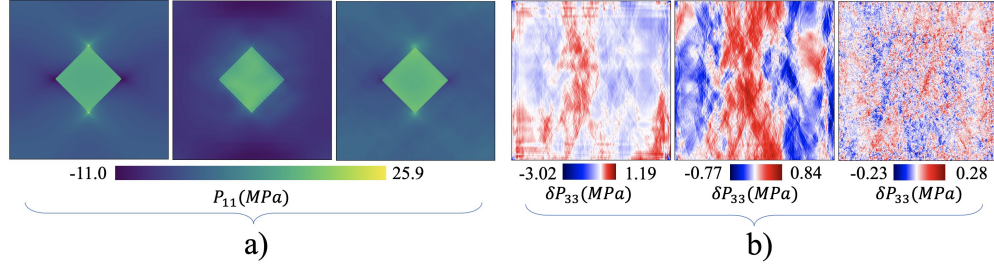 -11.0 25.9
P₁₁(MPa)
a)
-3.02 1.19 -0.77 0.84 -0.23 0.28
δP₃₃(MPa) δP₃₃(MPa) δP₃₃(MPa)
b)